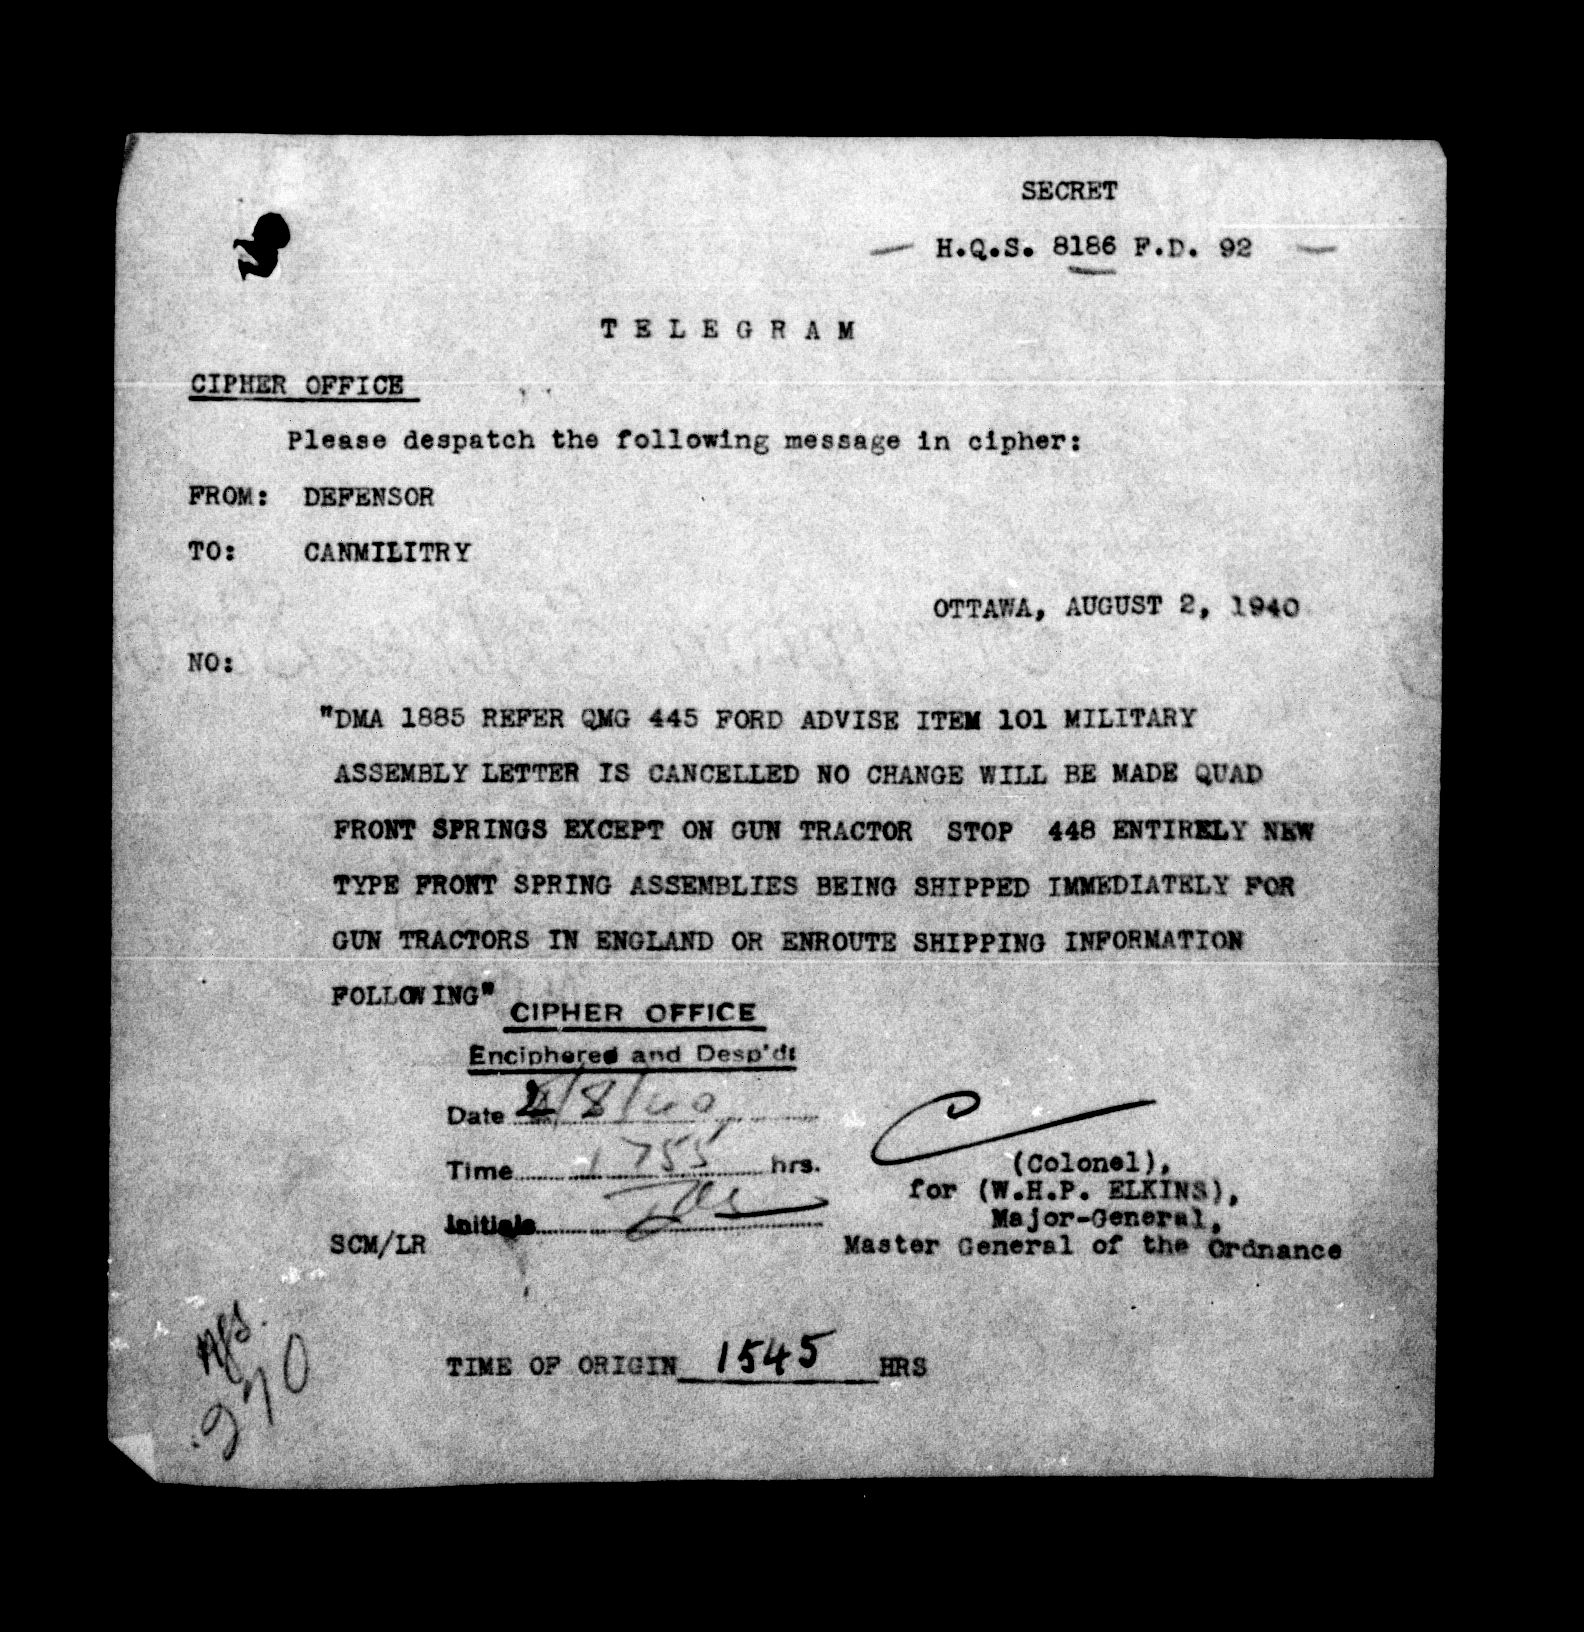 SECRET
H.Q.S. 8186 F.D. 92
TELEGRAM
CIPHER OFFICE
Please despatch the following message in cipher:
FROM: DEFENSOR
TO: CANMILITRY
OTTAWA, AUGUST 2, 1940
NO:
"DMA 1885 REFER QMG 445 FORD ADVISE ITEM 101 MILITARY
ASSEMBLY LETTER IS CANCELLED NO CHANGE WILL BE MADE QUAD
FRONT SPRINGS EXCEPT ON GUN TRACTOR STOP 448 ENTIRELY NEW
TYPE FRONT SPRING ASSEMBLIES BEING SHIPPED IMMEDIATELY FOR
GUN TRACTORS IN ENGLAND OR ENROUTE SHIPPING INFORMATION
FOLLOWING"
CIPHER OFFICE
Enciphered and Desp'd:
Date 2/8/40
Time 1755 hrs.
Initials
(Colonel),
for (W.H.P. ELKINS),
Major-General,
Master General of the Ordnance
SCM/LR
270
TIME OF ORIGIN 1545 HRS